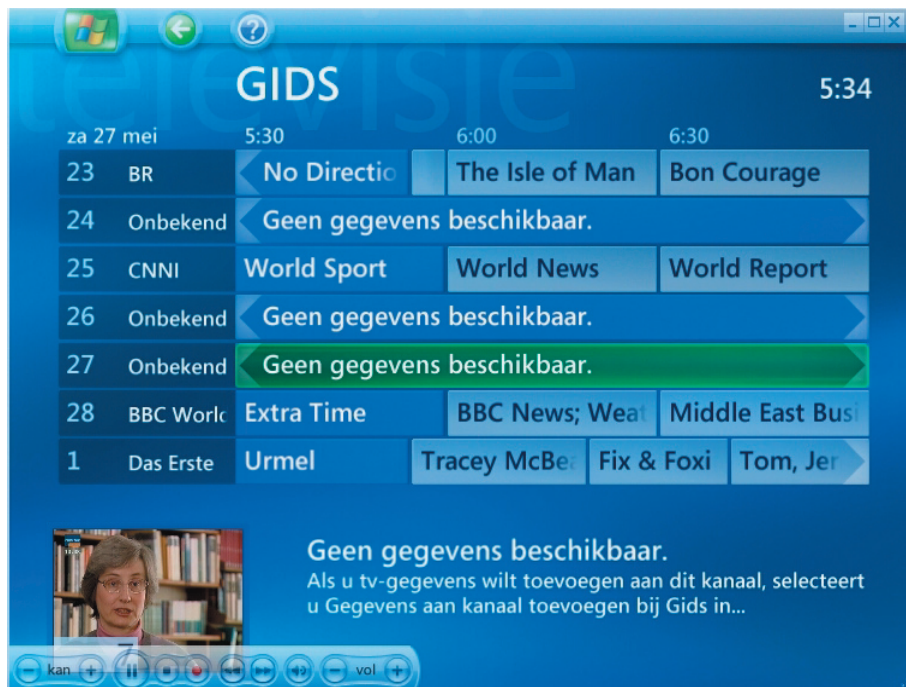 televisie
GIDS
5:34
za 27 mei 5:30 6:00 6:30
23 BR No Directio The Isle of Man Bon Courage
24 Onbekend Geen gegevens beschikbaar.
25 CNNI World Sport World News World Report
26 Onbekend Geen gegevens beschikbaar.
27 Onbekend Geen gegevens beschikbaar.
28 BBC Worl Extra Time BBC News; Weat Middle East Busi
1 Das Erste Urmel Tracey McBea Fix & Foxi Tom, Jer
Geen gegevens beschikbaar.
Als u tv-gegevens wilt toevoegen aan dit kanaal, selecteert
u Gegevens aan kanaal toevoegen bij Gids in...
kan vol